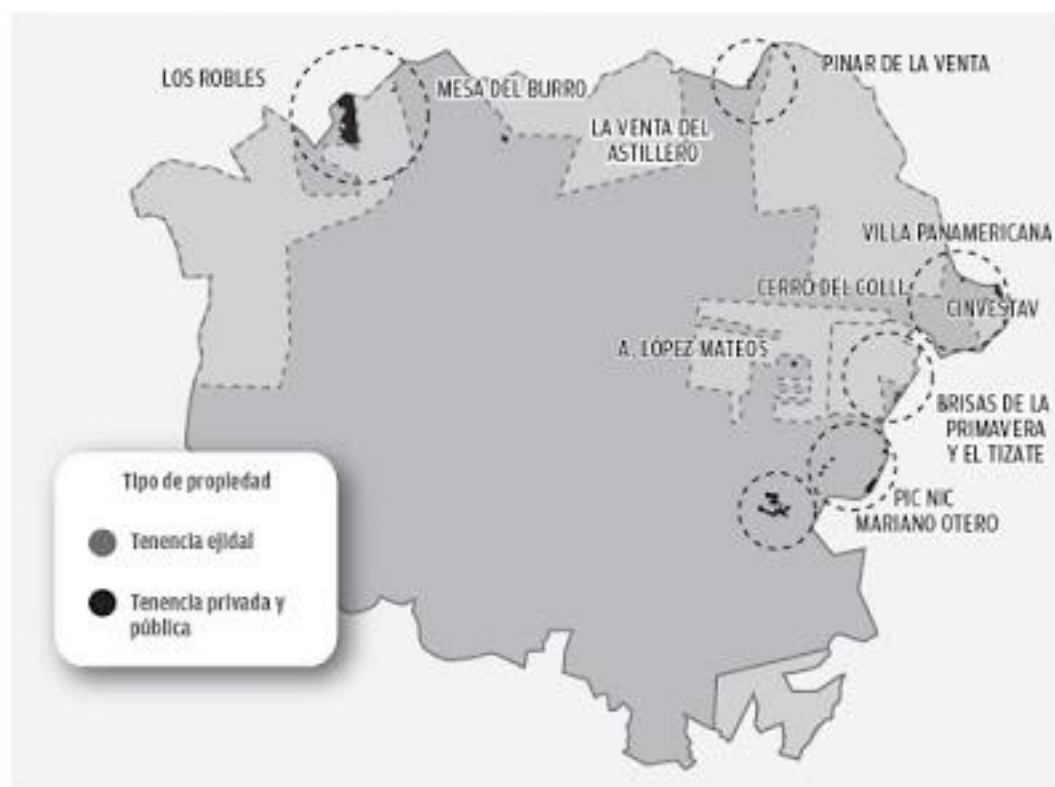 LOS ROBLES
MESA DEL BURRO
PINAR DE LA VENTA
LA VENTA DEL
ASTILLERO
VILLA PANAMERICANA
CERRO DEL COLLI
CINVESTAV
A. LÓPEZ MATEOS
BRISAS DE LA
PRIMAVERA
Y EL TIZATE
PIC NIC
MARIANO OTERO
Tipo de propiedad
Tenencia ejidal
Tenencia privada y
pública